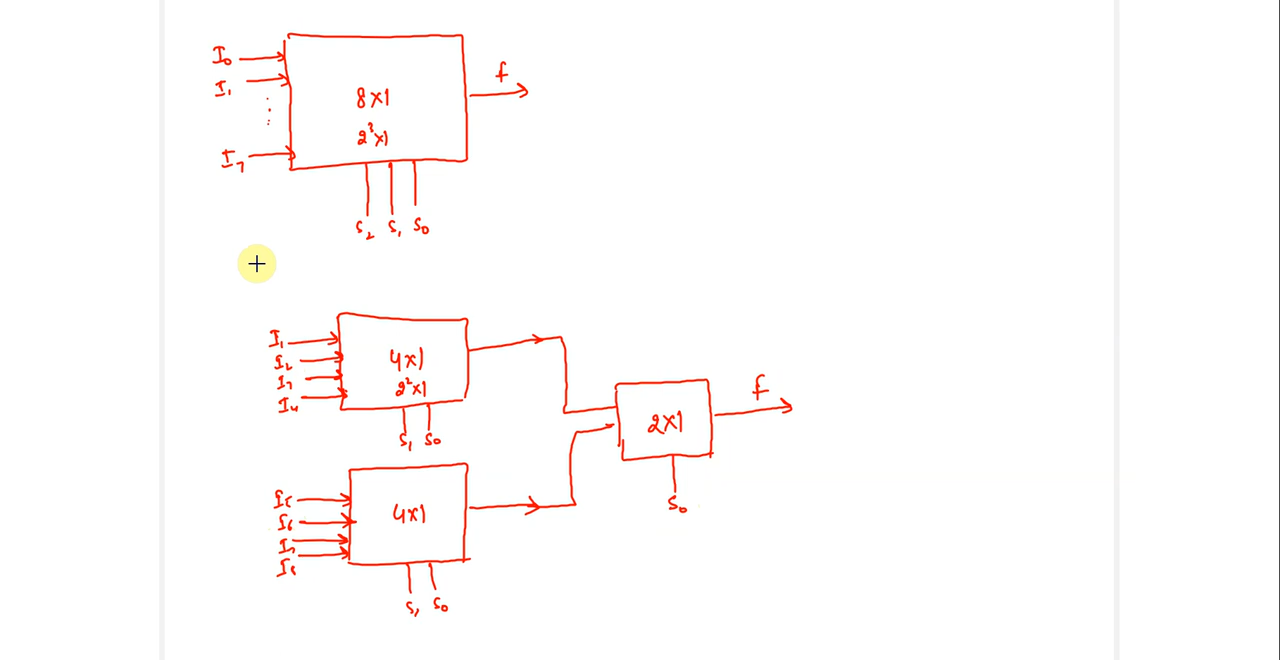 I₀
f
I₁
8x1
⋮
2³x1
I₇
S₂ S₁ S₀
I₁
I₂
4x1
I₃
2²x1
I₄
S₁ S₀
f
2x1
S₀
I₅
I₆
4x1
I₇
I₈
S₁ S₀